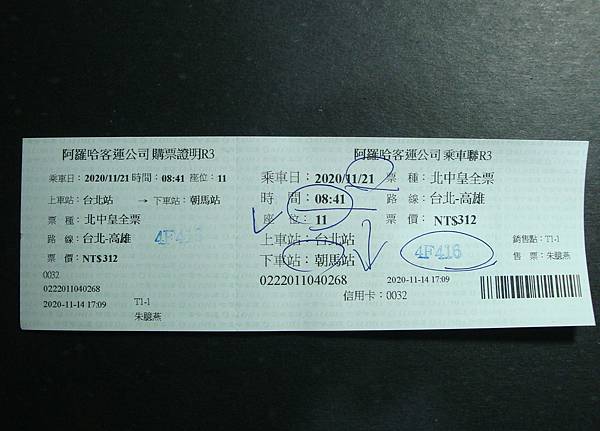 阿羅哈客運公司 購票證明R3
乘車日：2020/11/21 時間：08:41 座位：11
上車站：台北站 → 下車站：朝馬站
票 種：北中皇全票
路 線：台北-高雄
票 價：NT$312
0032
0222011040268
2020-11-14 17:09 T1-1
朱臆燕
阿羅哈客運公司 乘車聯R3
乘車日：2020/11/21 票 種：北中皇全票
時 間：08:41 路 線：台北-高雄
座 位：11 票 價：NT$312
上車站：台北站
下車站：朝馬站
4F416
銷售點：T1-1
售 票：朱臆燕
0222011040268
2020-11-14 17:09
信用卡：0032